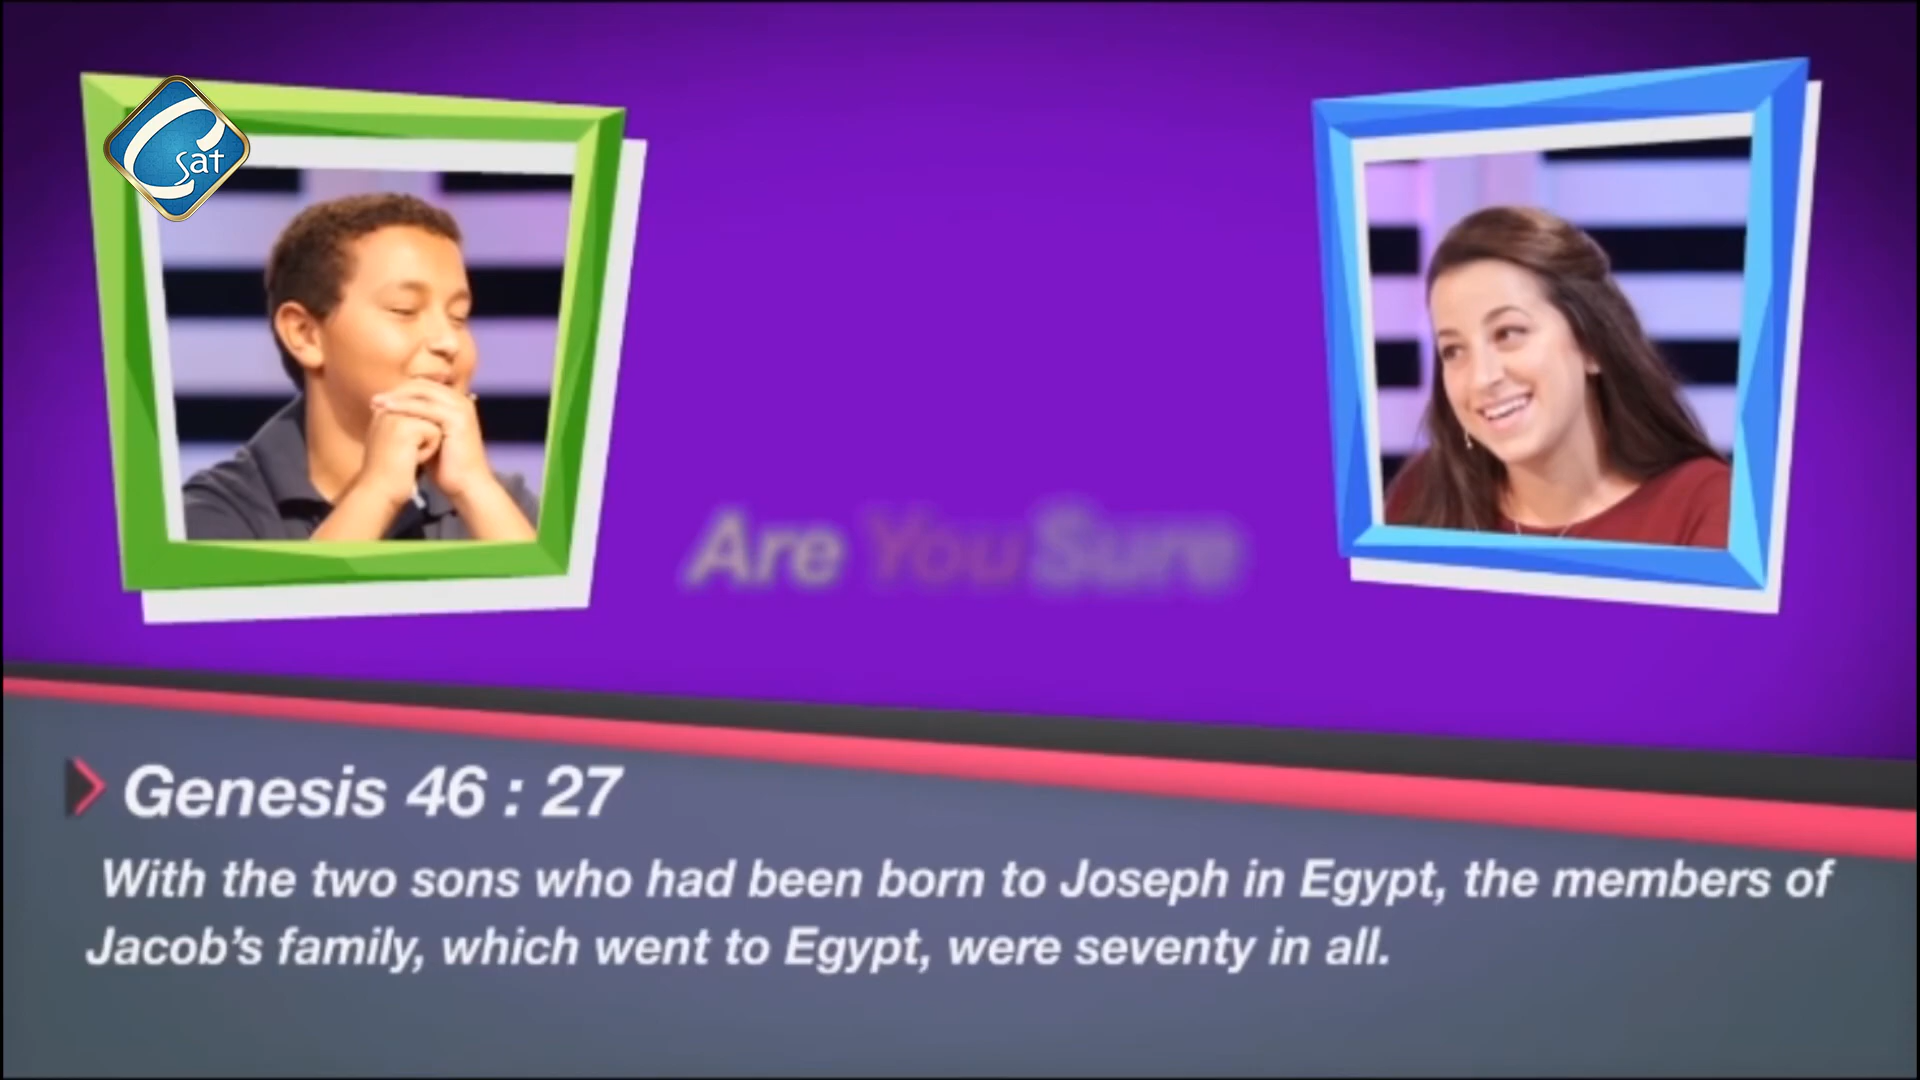 C
sat
Are You Sure
Genesis 46 : 27
With the two sons who had been born to Joseph in Egypt, the members of
Jacob's family, which went to Egypt, were seventy in all.